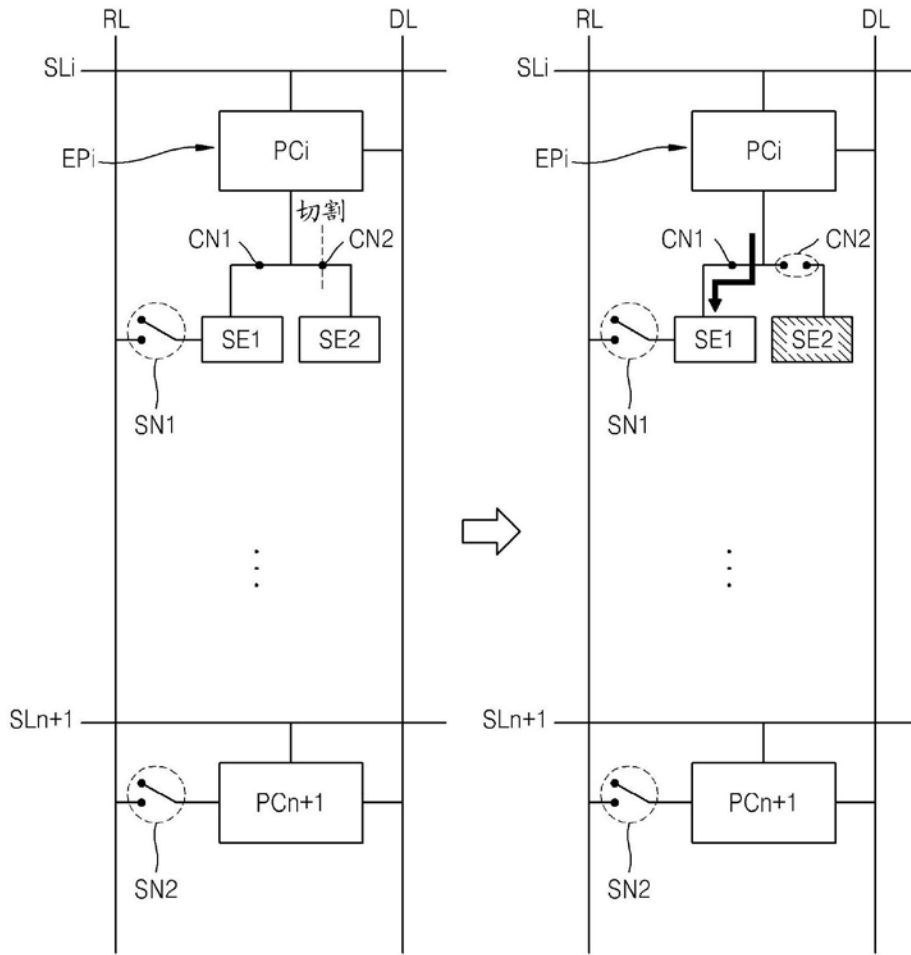 RL DL
SLi
EPi
PCi
切割
CN1 CN2
SE1 SE2
SN1
SLn+1
PCn+1
SN2
RL DL
SLi
EPi
PCi
CN1 CN2
SE1 SE2
SN1
SLn+1
PCn+1
SN2